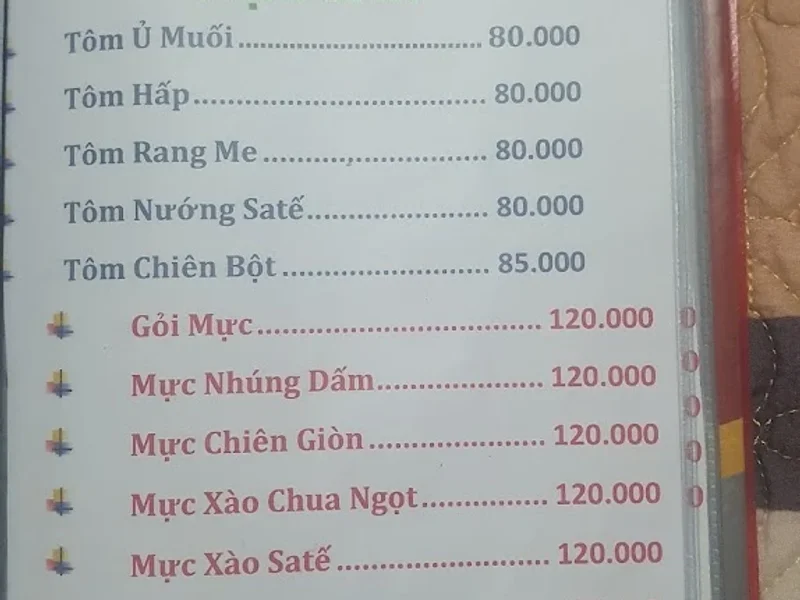 Tôm Ủ Muối.................................. 80.000
Tôm Hấp......................................... 80.000
Tôm Rang Me............................... 80.000
Tôm Nướng Satế......................... 80.000
Tôm Chiên Bột............................. 85.000
Gỏi Mực....................................... 120.000
Mực Nhúng Dấm....................... 120.000
Mực Chiên Giòn........................ 120.000
Mực Xào Chua Ngọt................. 120.000
Mực Xào Satế............................. 120.000